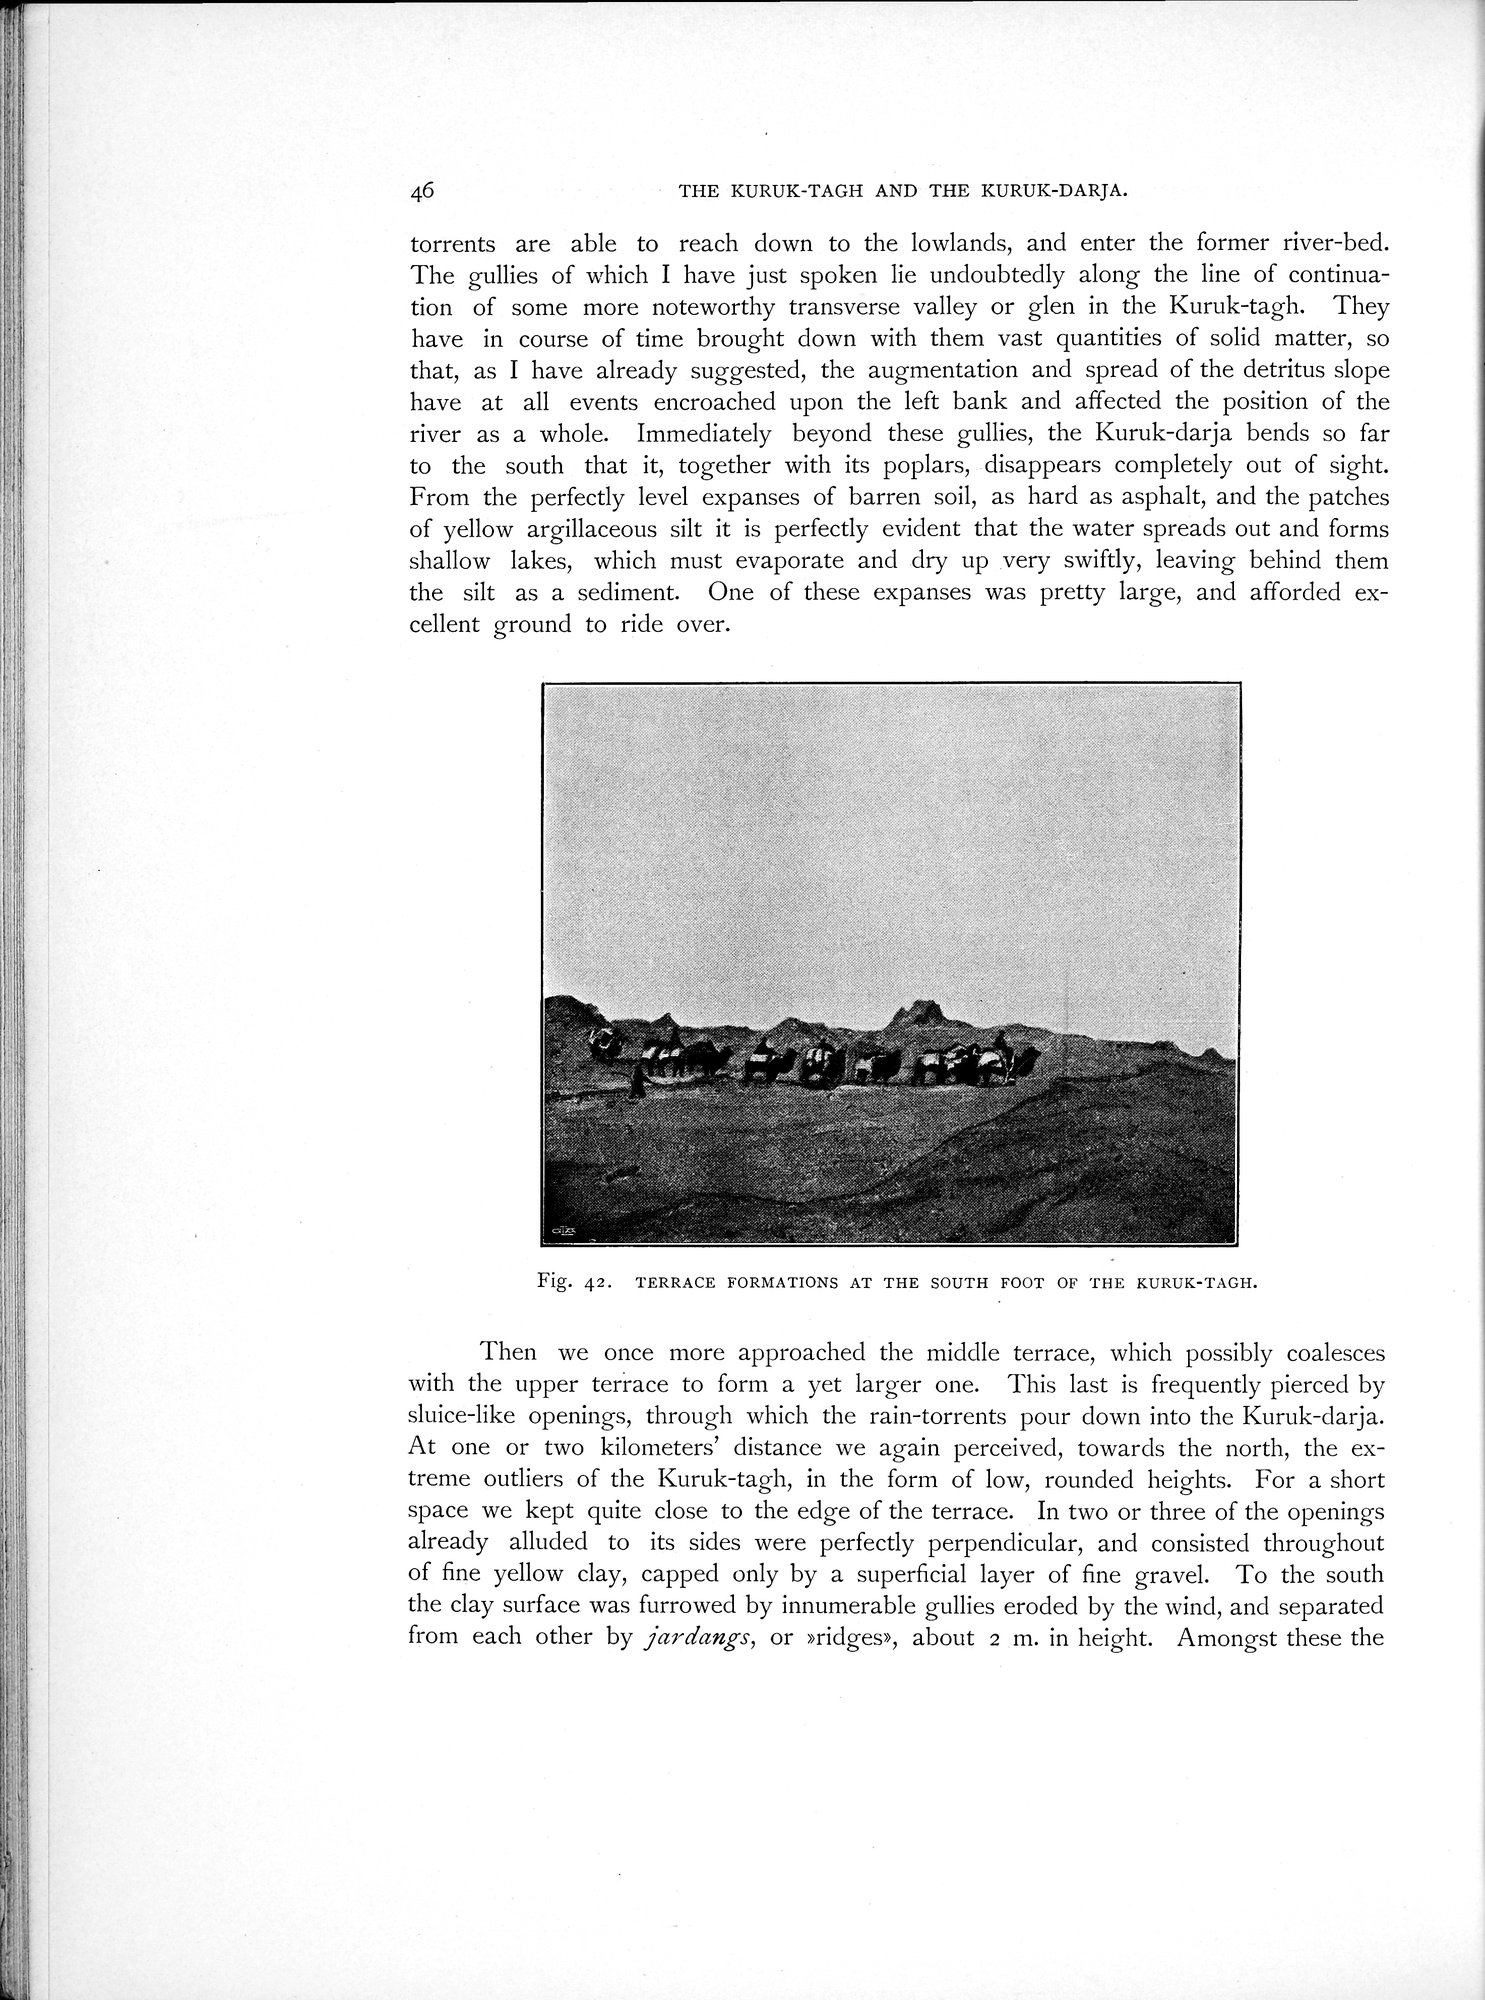 46 THE KURUK-TAGH AND THE KURUK-DARJA.
torrents are able to reach down to the lowlands, and enter the former river-bed.
The gullies of which I have just spoken lie undoubtedly along the line of continua-
tion of some more noteworthy transverse valley or glen in the Kuruk-tagh. They
have in course of time brought down with them vast quantities of solid matter, so
that, as I have already suggested, the augmentation and spread of the detritus slope
have at all events encroached upon the left bank and affected the position of the
river as a whole. Immediately beyond these gullies, the Kuruk-darja bends so far
to the south that it, together with its poplars, disappears completely out of sight.
From the perfectly level expanses of barren soil, as hard as asphalt, and the patches
of yellow argillaceous silt it is perfectly evident that the water spreads out and forms
shallow lakes, which must evaporate and dry up very swiftly, leaving behind them
the silt as a sediment. One of these expanses was pretty large, and afforded ex-
cellent ground to ride over.
Fig. 42. TERRACE FORMATIONS AT THE SOUTH FOOT OF THE KURUK-TAGH.
Then we once more approached the middle terrace, which possibly coalesces
with the upper terrace to form a yet larger one. This last is frequently pierced by
sluice-like openings, through which the rain-torrents pour down into the Kuruk-darja.
At one or two kilometers' distance we again perceived, towards the north, the ex-
treme outliers of the Kuruk-tagh, in the form of low, rounded heights. For a short
space we kept quite close to the edge of the terrace. In two or three of the openings
already alluded to its sides were perfectly perpendicular, and consisted throughout
of fine yellow clay, capped only by a superficial layer of fine gravel. To the south
the clay surface was furrowed by innumerable gullies eroded by the wind, and separated
from each other by jardangs, or »ridges», about 2 m. in height. Amongst these the